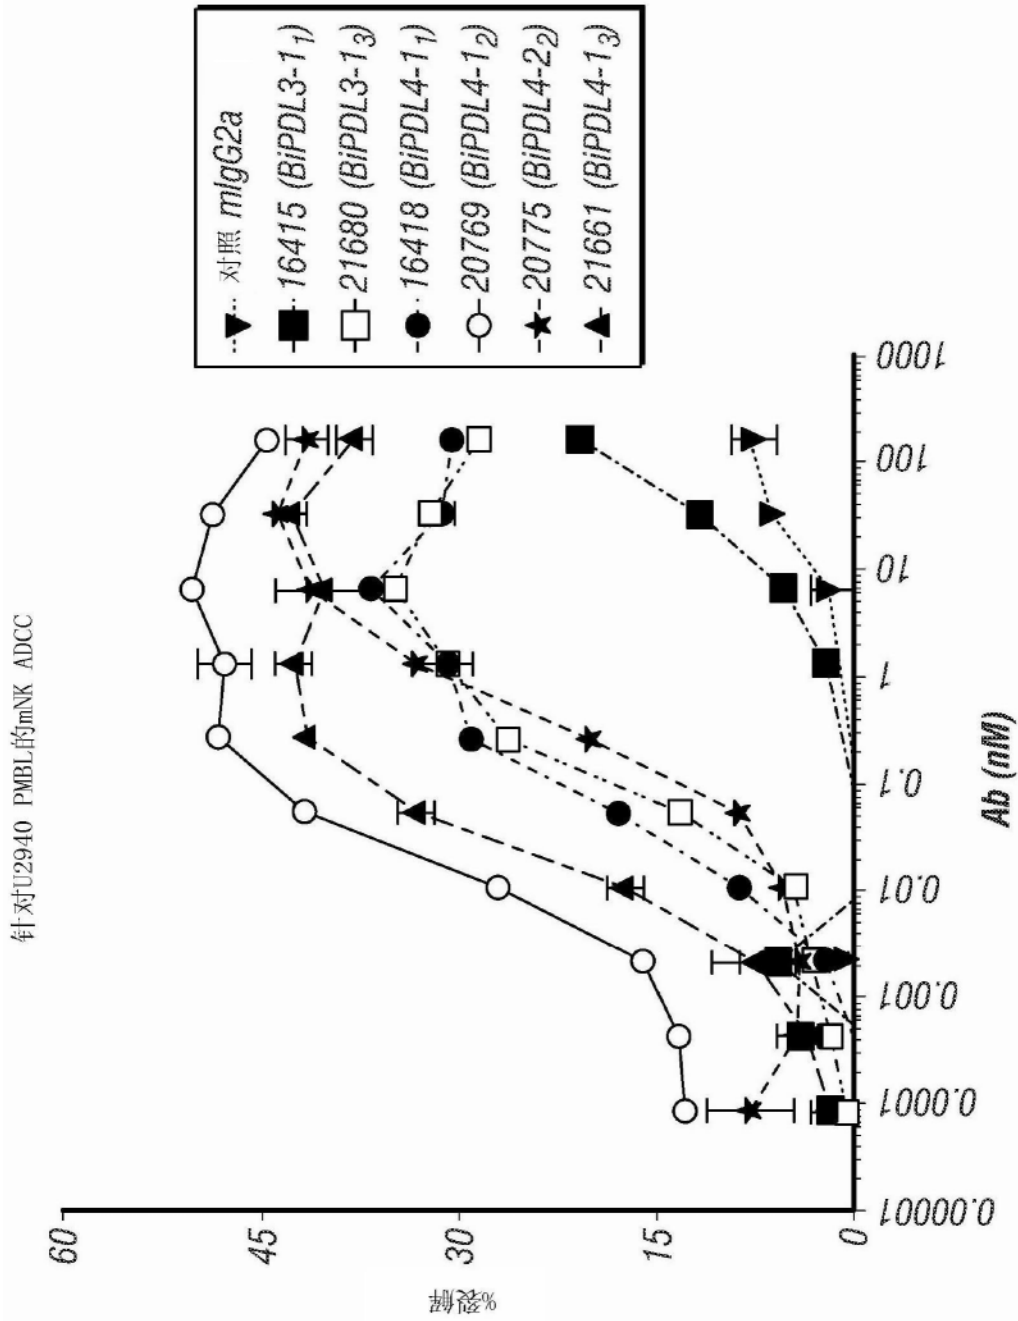 针对U2940 PMBL的mNK ADCC
对照 mIgG2a
16415 (BiPDL3-1₁)
21680 (BiPDL3-1₃)
16418 (BiPDL4-1₁)
20769 (BiPDL4-1₂)
20775 (BiPDL4-2₂)
21661 (BiPDL4-1₃)
%裂解
60
45
30
15
0
0.00001
0.0001
0.001
0.01
0.1
1
10
100
1000
Ab (nM)